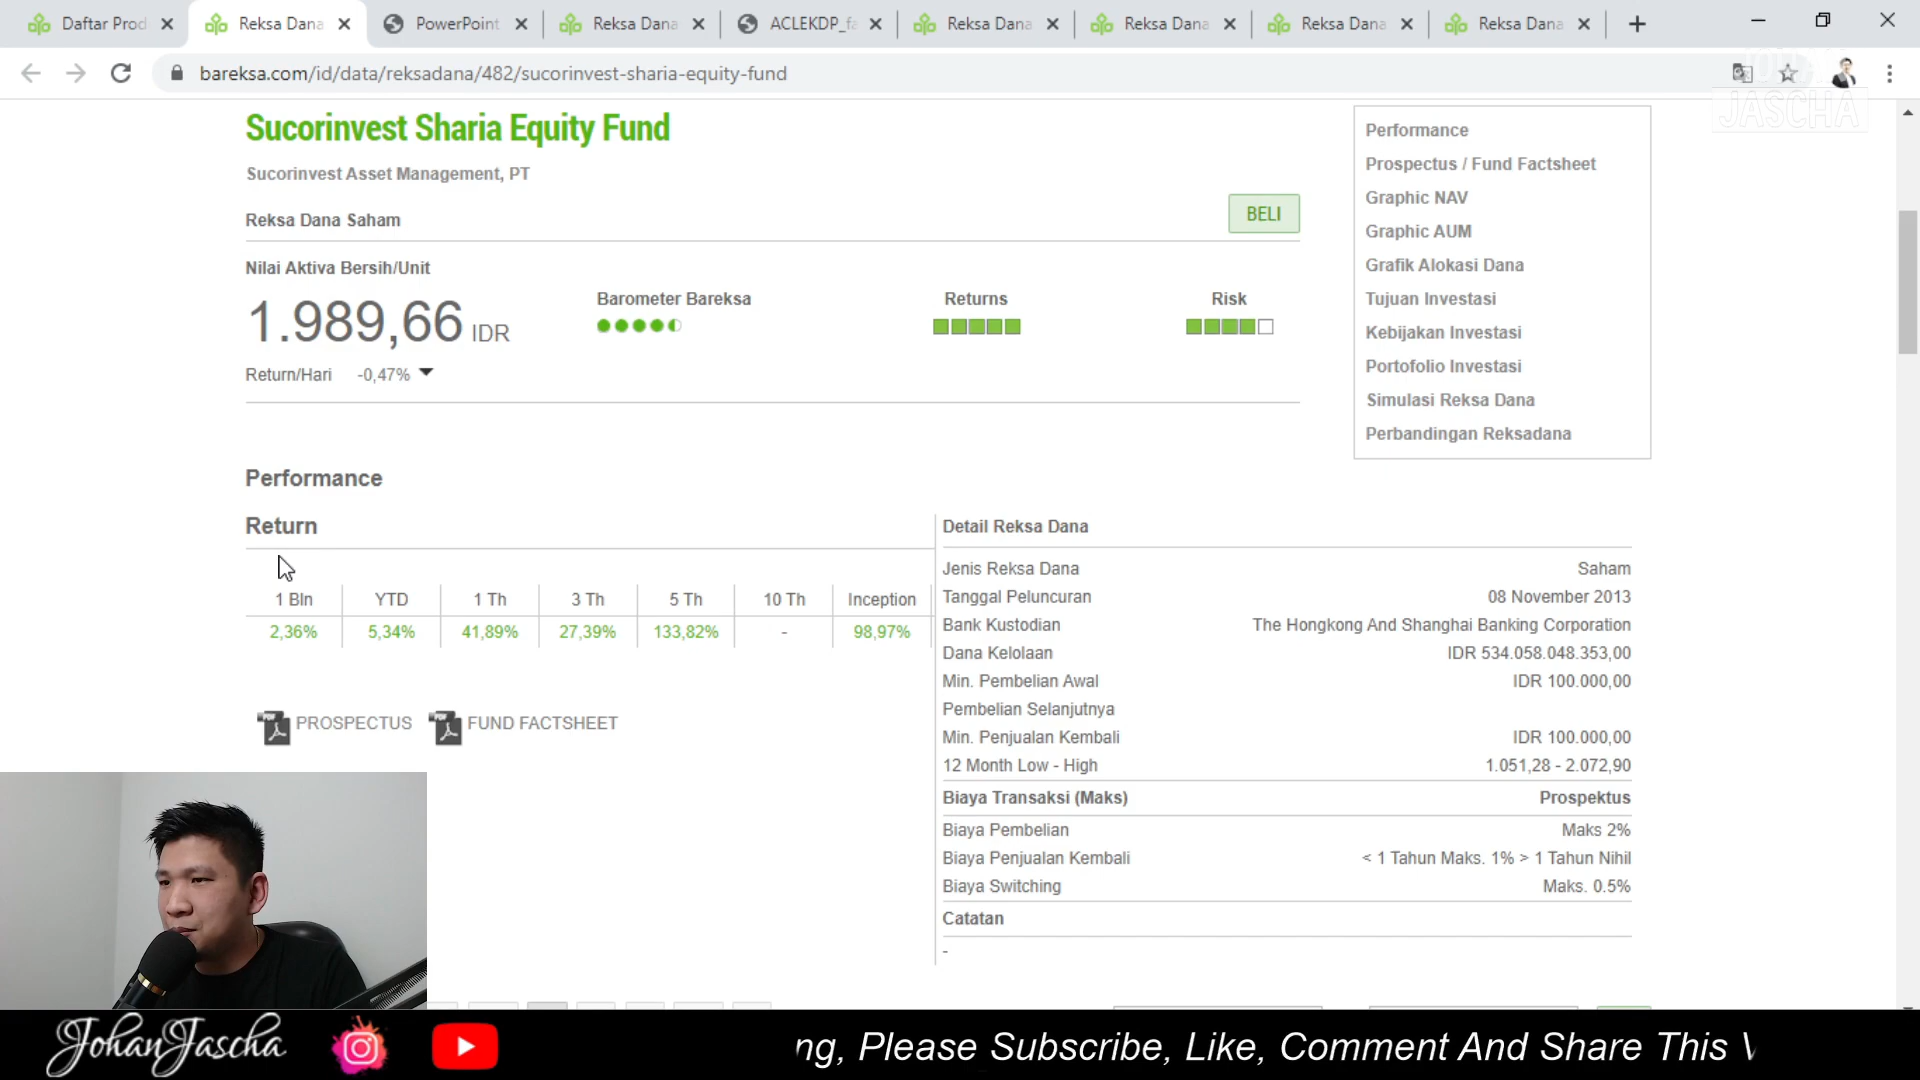 Daftar Prod
Reksa Dana
PowerPoint
Reksa Dana
ACLEKDP_fa
Reksa Dana
Reksa Dana
Reksa Dana
Reksa Dana
bareksa.com/id/data/reksadana/482/sucorinvest-sharia-equity-fund
JASCHA
Sucorinvest Sharia Equity Fund
Sucorinvest Asset Management, PT
Reksa Dana Saham
BELI
Nilai Aktiva Bersih/Unit
1.989,66 IDR
Barometer Bareksa
Returns
Risk
Return/Hari -0,47%
Performance
Prospectus / Fund Factsheet
Graphic NAV
Graphic AUM
Grafik Alokasi Dana
Tujuan Investasi
Kebijakan Investasi
Portofolio Investasi
Simulasi Reksa Dana
Perbandingan Reksadana
Performance
Return
1 Bln YTD 1 Th 3 Th 5 Th 10 Th Inception
2,36% 5,34% 41,89% 27,39% 133,82% - 98,97%
PROSPECTUS FUND FACTSHEET
Detail Reksa Dana
Jenis Reksa Dana Saham
Tanggal Peluncuran 08 November 2013
Bank Kustodian The Hongkong And Shanghai Banking Corporation
Dana Kelolaan IDR 534.058.048.353,00
Min. Pembelian Awal IDR 100.000,00
Pembelian Selanjutnya
Min. Penjualan Kembali IDR 100.000,00
12 Month Low - High 1.051,28 - 2.072,90
Biaya Transaksi (Maks) Prospektus
Biaya Pembelian Maks 2%
Biaya Penjualan Kembali < 1 Tahun Maks. 1% > 1 Tahun Nihil
Biaya Switching Maks. 0.5%
Catatan
-
JohanJascha
ng, Please Subscribe, Like, Comment And Share This V